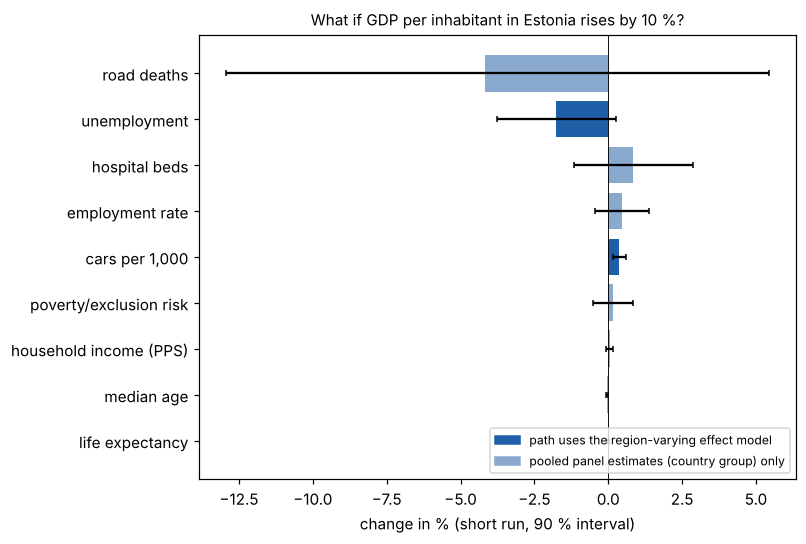 What if GDP per inhabitant in Estonia rises by 10 %?
road deaths
unemployment
hospital beds
employment rate
cars per 1,000
poverty/exclusion risk
household income (PPS)
median age
life expectancy
path uses the region-varying effect model
pooled panel estimates (country group) only
−12.5 −10.0 −7.5 −5.0 −2.5 0.0 2.5 5.0
change in % (short run, 90 % interval)